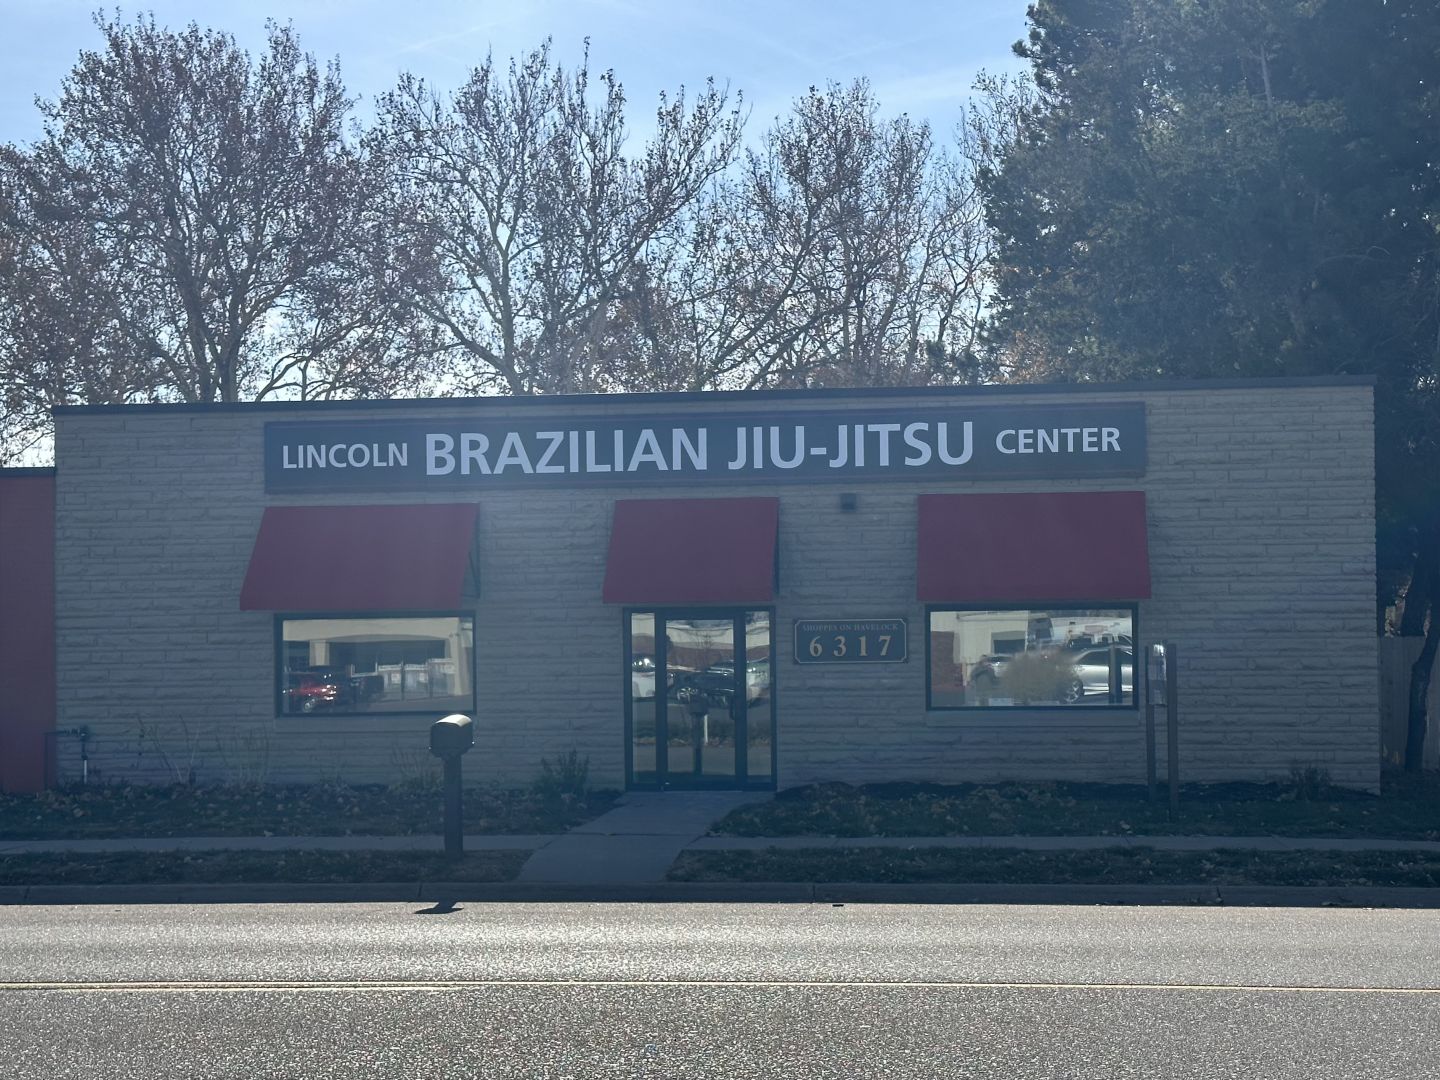 LINCOLN BRAZILIAN JIU-JITSU CENTER
SHOPPES ON HAVELOCK
6317